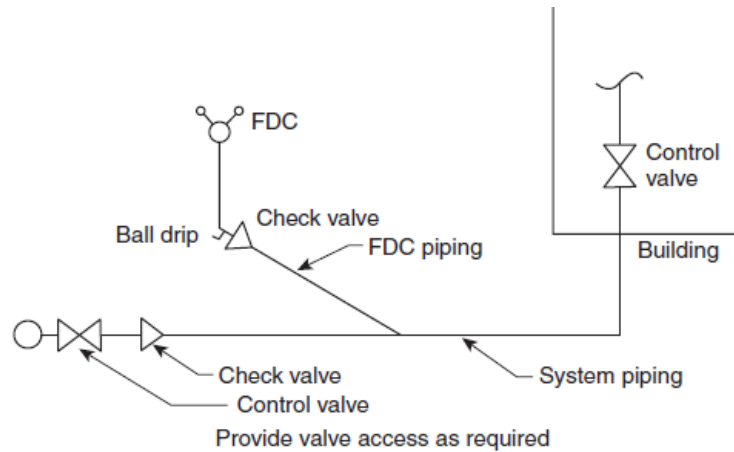 FDC
Control
valve
Check valve
Ball drip
FDC piping
Building
Check valve
System piping
Control valve
Provide valve access as required